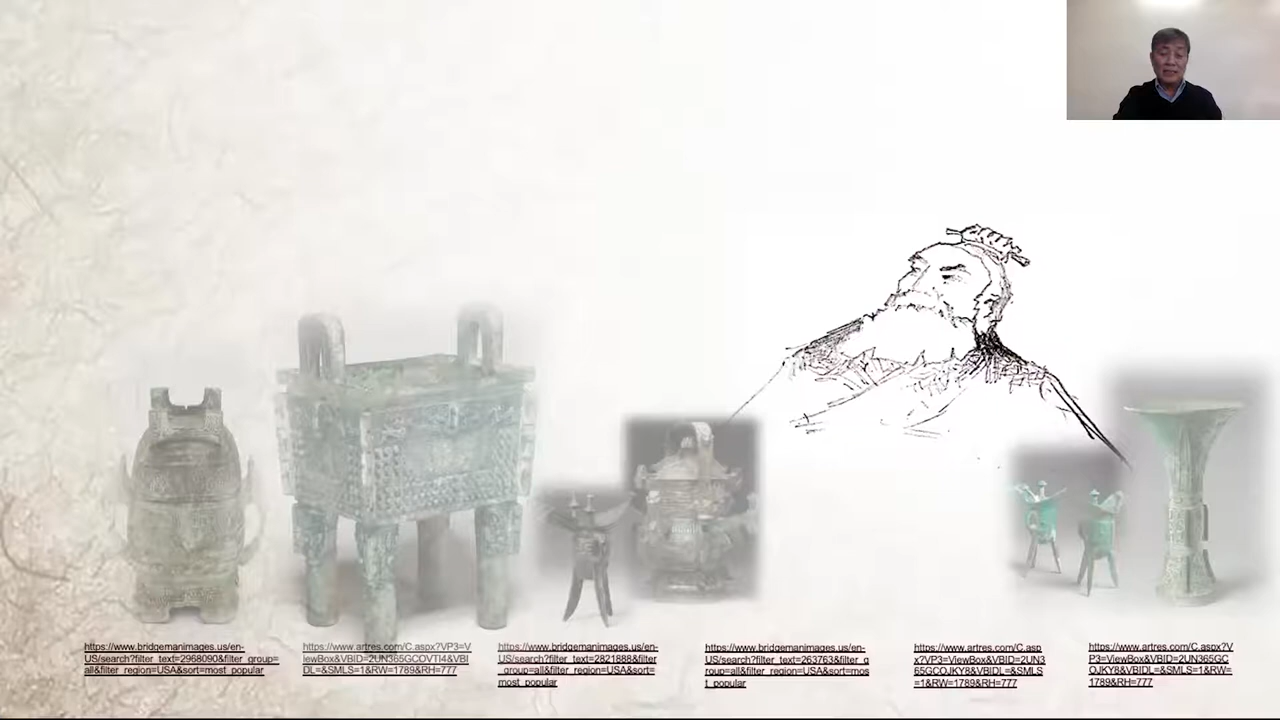 https://www.bridgemanimages.us/en-
US/search?filter_text=2968090&filter_group=
all&filter_region=USA&sort=most_popular
https://www.artres.com/C.aspx?VP3=V
iewBox&VBID=2UN365GCOVTI4&VBI
DL=&SMLS=1&RW=1789&RH=777
https://www.bridgemanimages.us/en-
US/search?filter_text=2821888&filter
_group=all&filter_region=USA&sort=
most_popular
https://www.bridgemanimages.us/en-
US/search?filter_text=263763&filter_g
roup=all&filter_region=USA&sort=mos
t_popular
https://www.artres.com/C.asp
x?VP3=ViewBox&VBID=2UN3
65GCOJKY8&VBIDL=&SMLS
=1&RW=1789&RH=777
https://www.artres.com/C.aspx?V
P3=ViewBox&VBID=2UN365GC
OJKY8&VBIDL=&SMLS=1&RW=
1789&RH=777